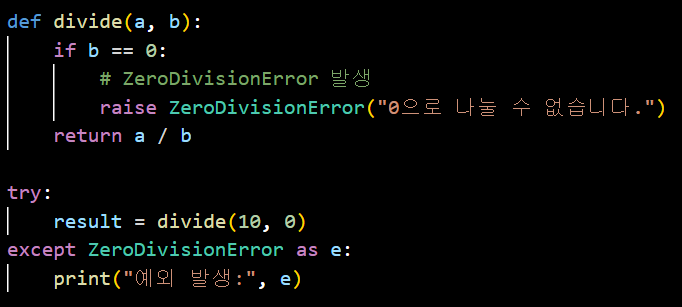 def divide(a, b):
    if b == 0:
        # ZeroDivisionError 발생
        raise ZeroDivisionError("0으로 나눌 수 없습니다.")
    return a / b

try:
    result = divide(10, 0)
except ZeroDivisionError as e:
    print("예외 발생:", e)